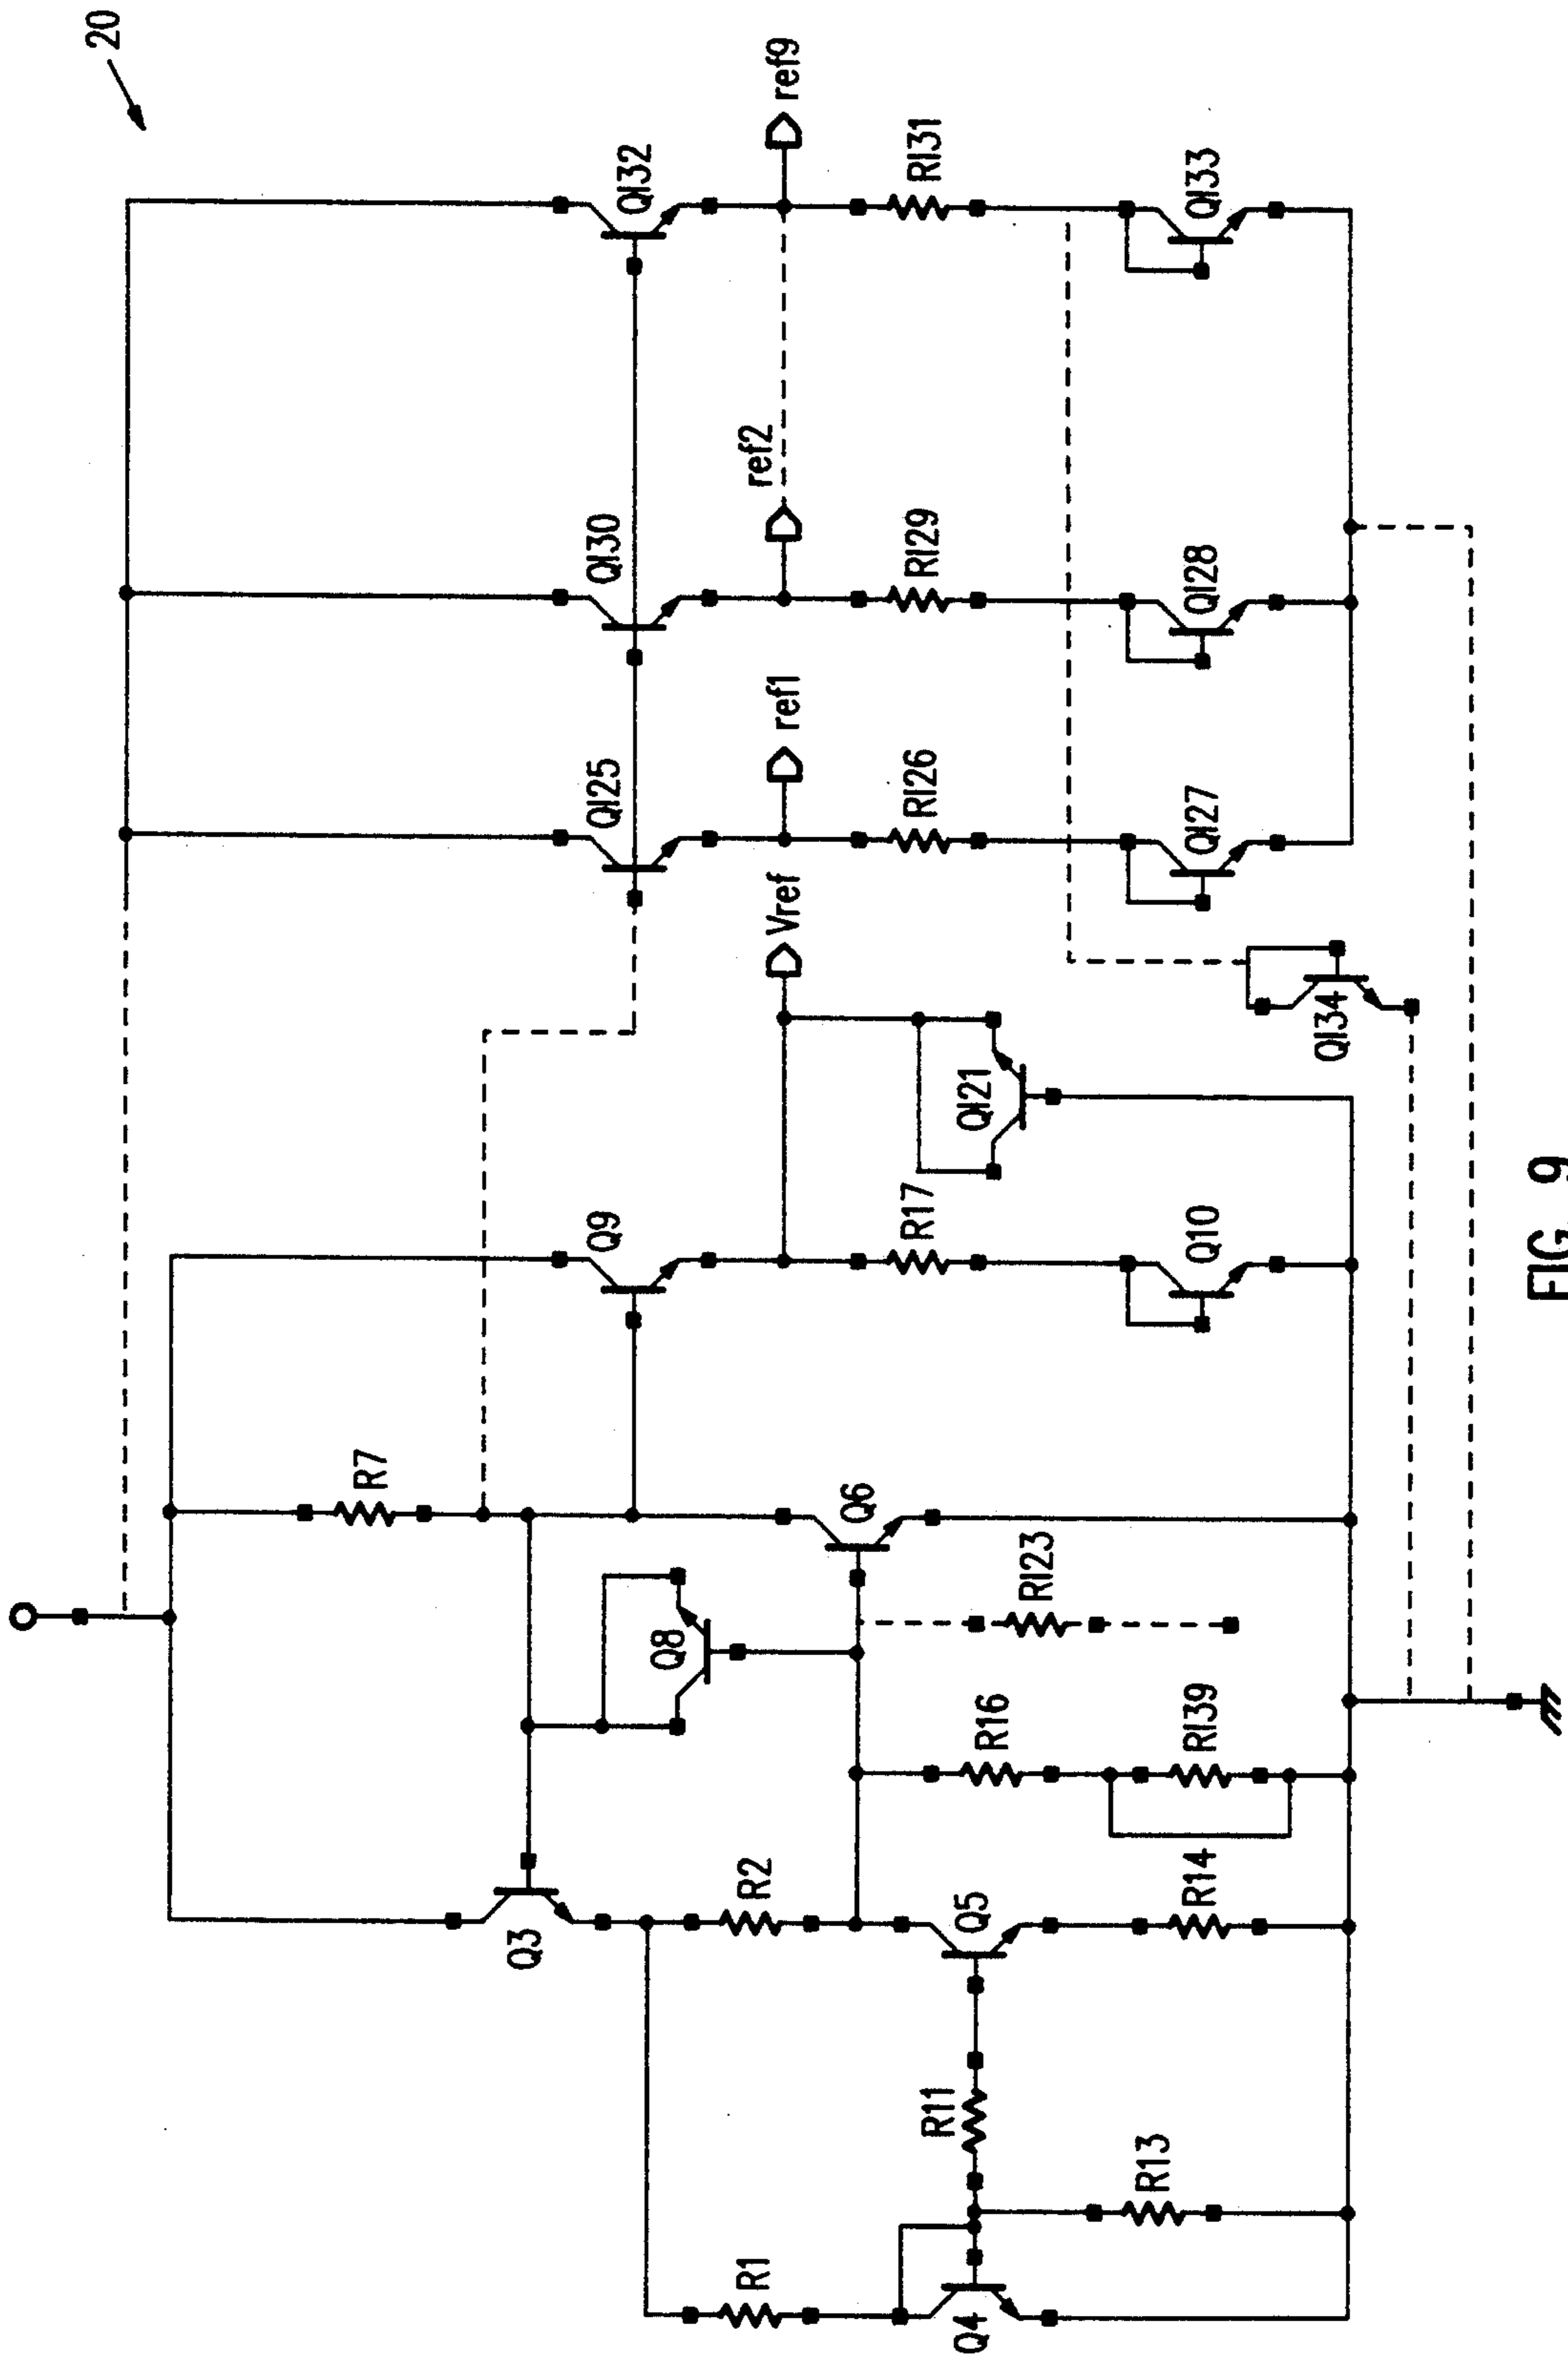 20
R7
Q3
Q9
QI25
QI30
QI32
Q8
R1
R2
Vref
ref1
ref2
ref9
Q6
R11
R17
RI26
RI29
RI31
Q4
Q5
QI21
R16
RI23
R13
R14
RI39
Q10
QI27
QI28
QI33
QI34
FIG. 9